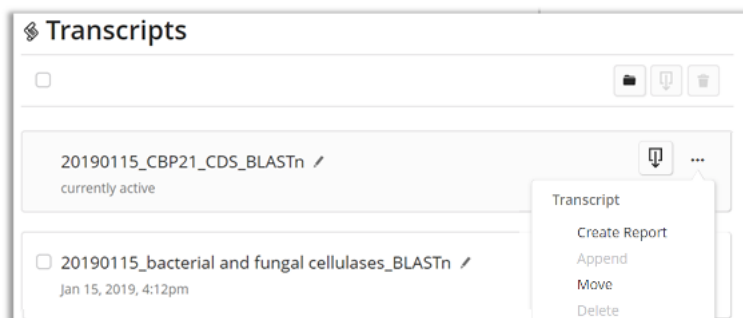 Transcripts
20190115_CBP21_CDS_BLASTn
currently active
Transcript
Create Report
Append
Move
Delete
20190115_bacterial and fungal cellulases_BLASTn
Jan 15, 2019, 4:12pm